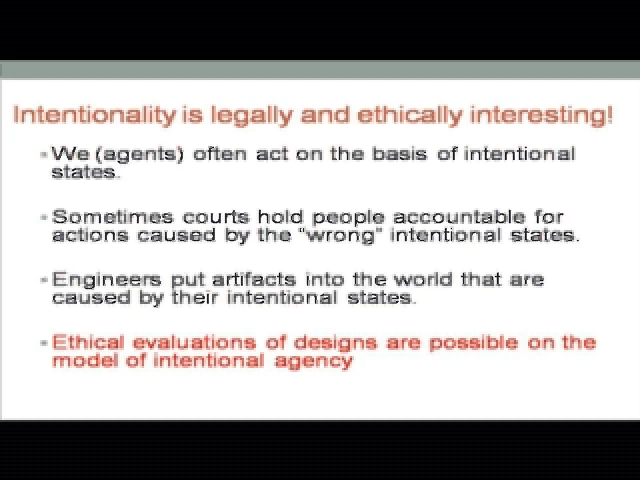 Intentionality is legally and ethically interesting!
We (agents) often act on the basis of intentional
states.
Sometimes courts hold people accountable for
actions caused by the “wrong” intentional states.
Engineers put artifacts into the world that are
caused by their intentional states.
Ethical evaluations of designs are possible on the
model of intentional agency